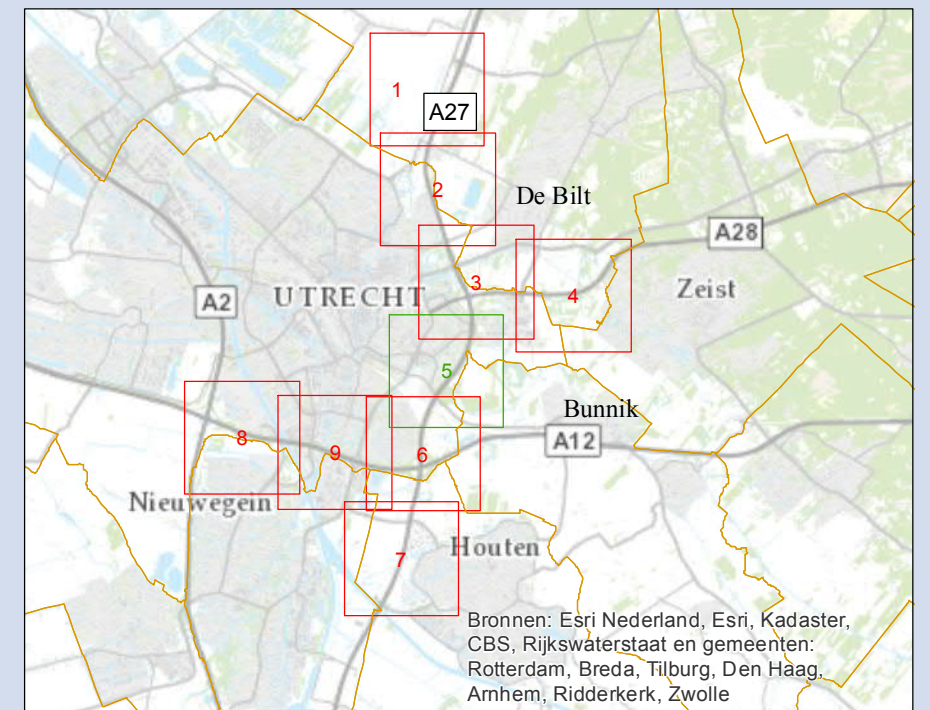 1
A27
2
De Bilt
A28
3
4
Zeist
A2
UTRECHT
5
Bunnik
8
9
6
A12
Nieuwegein
7
Houten
Bronnen: Esri Nederland, Esri, Kadaster,
CBS, Rijkswaterstaat en gemeenten:
Rotterdam, Breda, Tilburg, Den Haag,
Arnhem, Ridderkerk, Zwolle